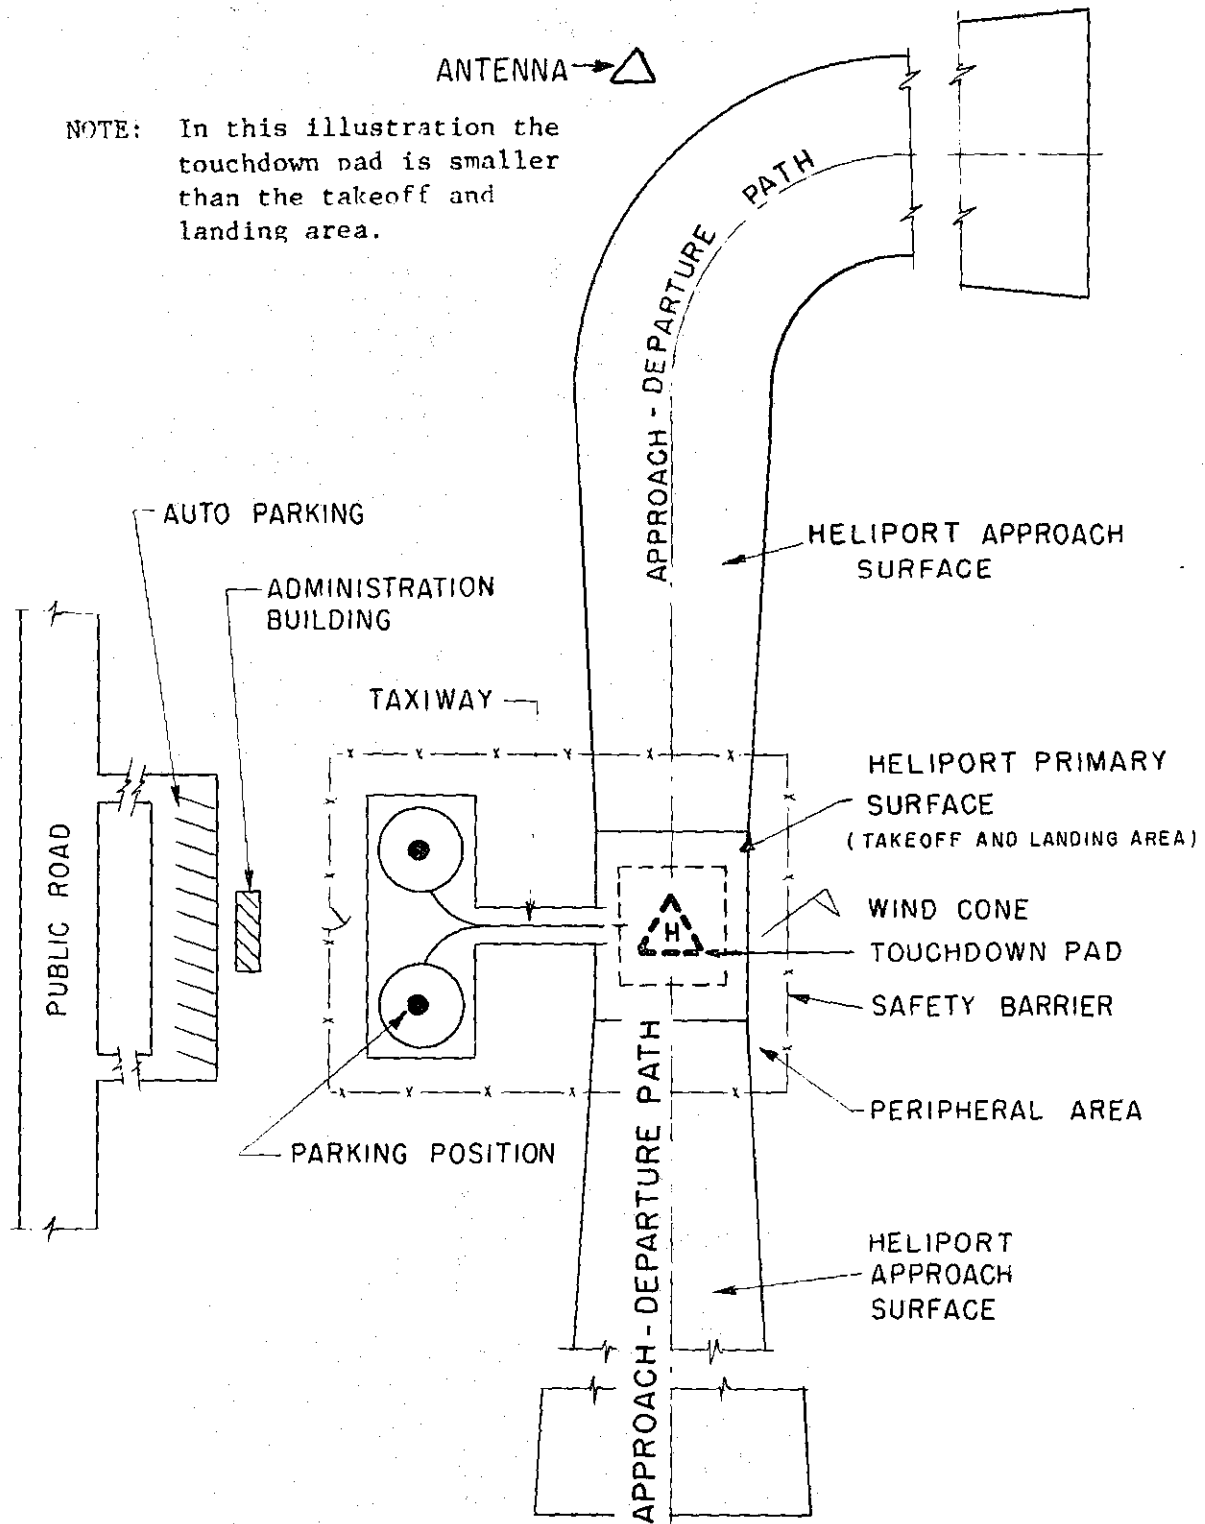 ANTENNA
NOTE: In this illustration the
touchdown pad is smaller
than the takeoff and
landing area.
APPROACH - DEPARTURE PATH
AUTO PARKING
HELIPORT APPROACH
SURFACE
ADMINISTRATION
BUILDING
TAXIWAY
HELIPORT PRIMARY
SURFACE
(TAKEOFF AND LANDING AREA)
PUBLIC ROAD
H
WIND CONE
TOUCHDOWN PAD
SAFETY BARRIER
PERIPHERAL AREA
PARKING POSITION
APPROACH - DEPARTURE PATH
HELIPORT
APPROACH
SURFACE